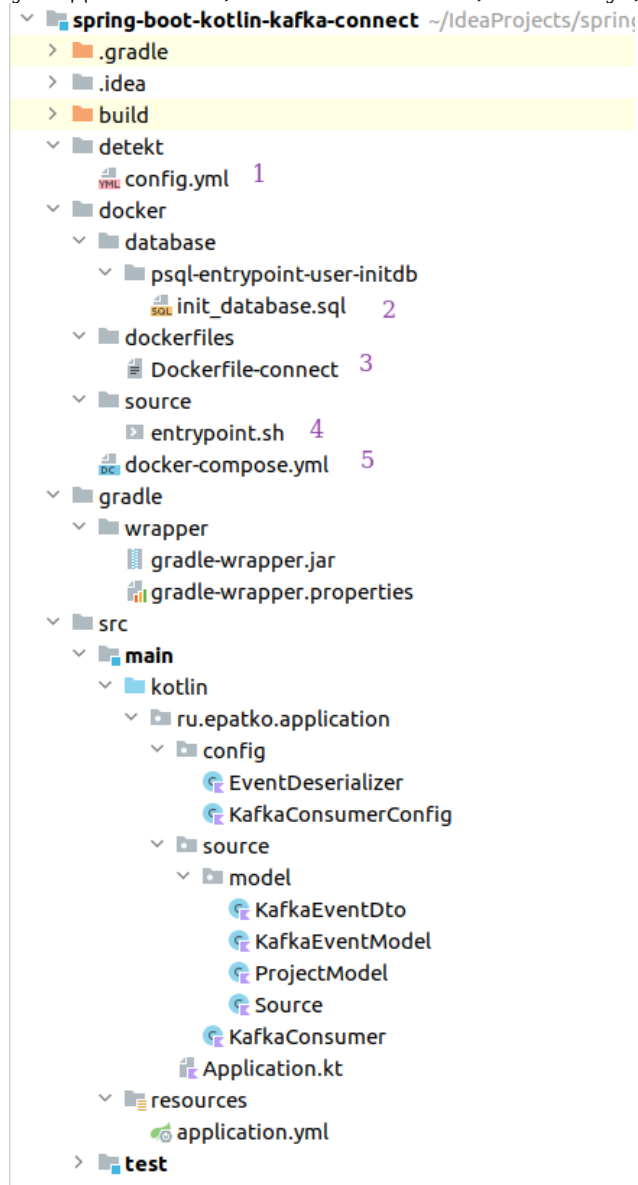 spring-boot-kotlin-kafka-connect ~/IdeaProjects/spring
.gradle
.idea
build
detekt
YML config.yml 1
docker
database
psql-entrypoint-user-initdb
SQL init_database.sql 2
dockerfiles
Dockerfile-connect 3
source
entrypoint.sh 4
DC docker-compose.yml 5
gradle
wrapper
gradle-wrapper.jar
gradle-wrapper.properties
src
main
kotlin
ru.epatko.application
config
EventDeserializer
KafkaConsumerConfig
source
model
KafkaEventDto
KafkaEventModel
ProjectModel
Source
KafkaConsumer
Application.kt
resources
application.yml
test